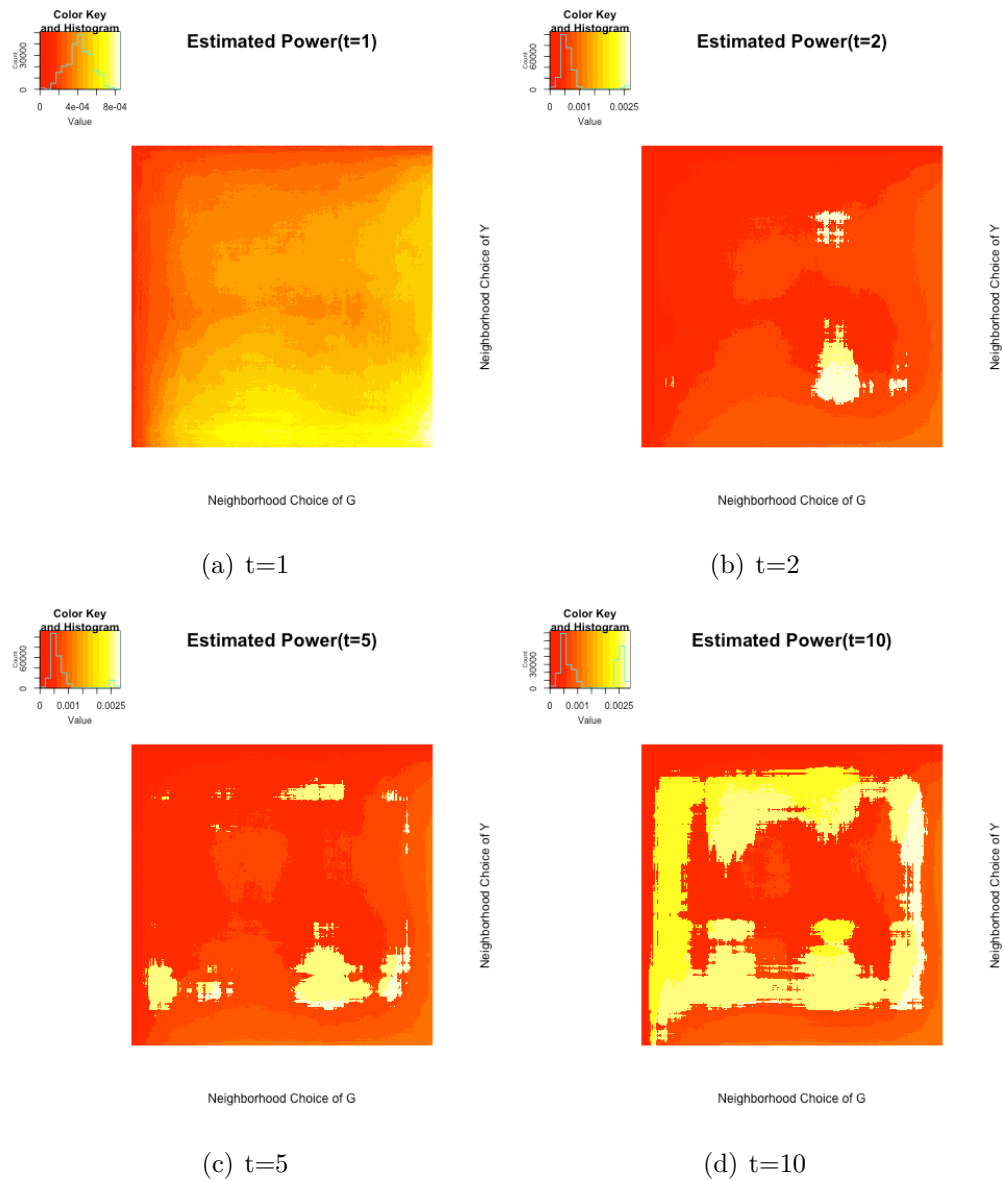 Color Key
and Histogram
Estimated Power(t=1)
Count
0 30000
0 4e-04 8e-04
Value
Neighborhood Choice of Y
Neighborhood Choice of G
(a) t=1
Color Key
and Histogram
Estimated Power(t=2)
Count
0 60000
0 0.001 0.0025
Value
Neighborhood Choice of Y
Neighborhood Choice of G
(b) t=2
Color Key
and Histogram
Estimated Power(t=5)
Count
0 60000
0 0.001 0.0025
Value
Neighborhood Choice of Y
Neighborhood Choice of G
(c) t=5
Color Key
and Histogram
Estimated Power(t=10)
Count
0 30000
0 0.001 0.0025
Value
Neighborhood Choice of Y
Neighborhood Choice of G
(d) t=10